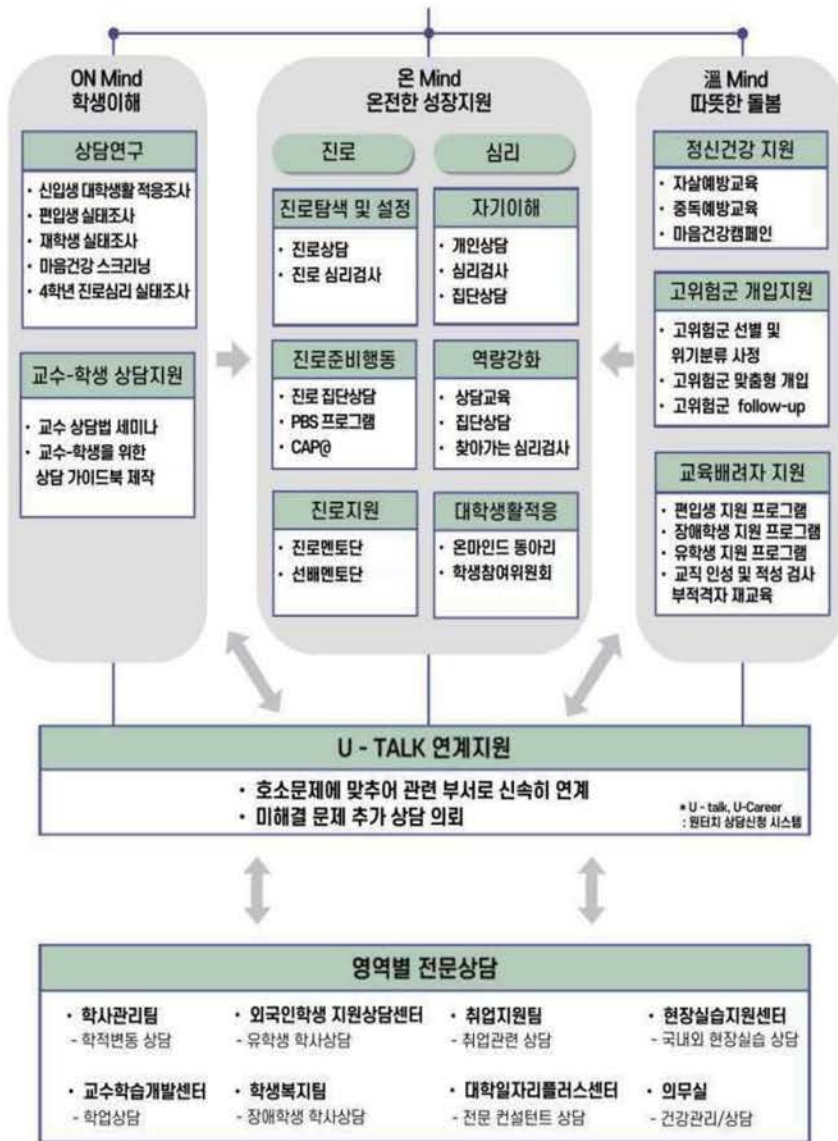 ON Mind
학생이해
상담연구
• 신입생 대학생활 적응조사
• 편입생 실태조사
• 재학생 실태조사
• 마음건강 스크리닝
• 4학년 진로심리 실태조사
교수-학생 상담지원
• 교수 상담법 세미나
• 교수-학생을 위한
상담 가이드북 제작
온 Mind
온전한 성장지원
진로
심리
진로탐색 및 설정
• 진로상담
• 진로 심리검사
자기이해
• 개인상담
• 심리검사
• 집단상담
진로준비행동
• 진로 집단상담
• PBS 프로그램
• CAP@
역량강화
• 상담교육
• 집단상담
• 찾아가는 심리검사
진로지원
• 진로멘토단
• 선배멘토단
대학생활적응
• 온마인드 동아리
• 학생참여위원회
溫 Mind
따뜻한 돌봄
정신건강 지원
• 자살예방교육
• 중독예방교육
• 마음건강캠페인
고위험군 개입지원
• 고위험군 선별 및
위기분류 사정
• 고위험군 맞춤형 개입
• 고위험군 follow-up
교육배려자 지원
• 편입생 지원 프로그램
• 장애학생 지원 프로그램
• 유학생 지원 프로그램
• 교직 인성 및 적성 검사
부적격자 재교육
U - TALK 연계지원
• 호소문제에 맞추어 관련 부서로 신속히 연계
• 미해결 문제 추가 상담 의뢰
* U - talk, U-Career
: 원터치 상담신청 시스템
영역별 전문상담
• 학사관리팀
- 학적변동 상담
• 외국인학생 지원상담센터
- 유학생 학사상담
• 취업지원팀
- 취업관련 상담
• 현장실습지원센터
- 국내외 현장실습 상담
• 교수학습개발센터
- 학업상담
• 학생복지팀
- 장애학생 학사상담
• 대학일자리플러스센터
- 전문 컨설턴트 상담
• 의무실
- 건강관리/상담